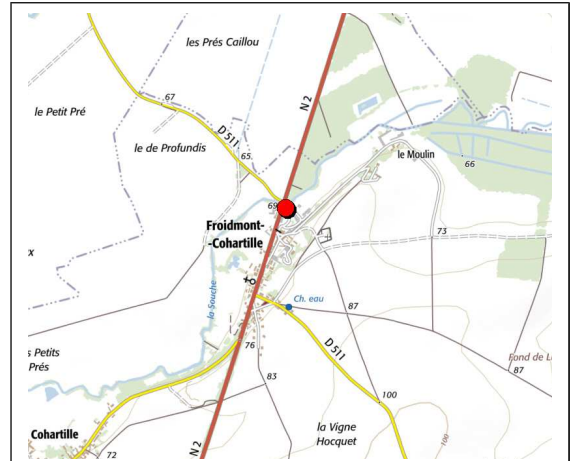 les Prés Caillou
N 2
67
le Petit Pré
D 511
le de Profundis
65
le Moulin
66
69
Froidmont-
-Cohartille
73
x
la Souche
Ch. eau
87
s Petits
Prés
76
D 511
Fond de L
87
83
100
la Vigne
Hocquet
Cohartille
100
N 2
72